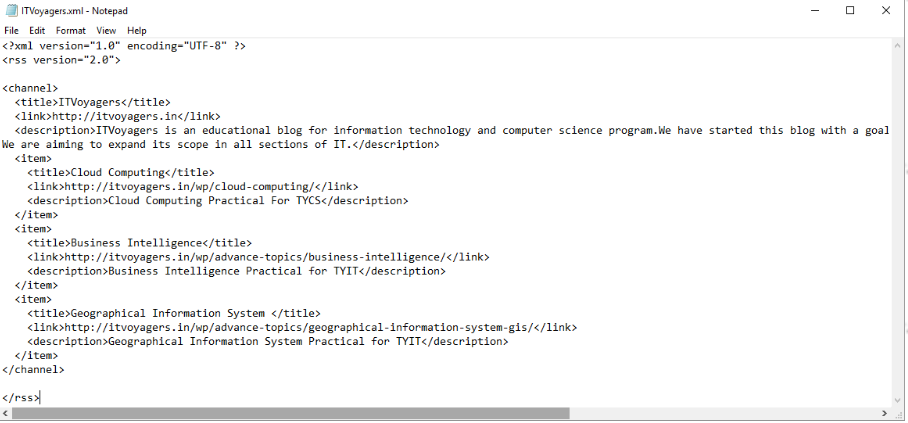 ITVoyagers.xml - Notepad
File Edit Format View Help
<?xml version="1.0" encoding="UTF-8" ?>
<rss version="2.0">
<channel>
<title>ITVoyagers</title>
<link>http://itvoyagers.in</link>
<description>ITVoyagers is an educational blog for information technology and computer science program.We have started this blog with a goal
We are aiming to expand its scope in all sections of IT.</description>
<item>
<title>Cloud Computing</title>
<link>http://itvoyagers.in/wp/cloud-computing/</link>
<description>Cloud Computing Practical For TYCS</description>
</item>
<item>
<title>Business Intelligence</title>
<link>http://itvoyagers.in/wp/advance-topics/business-intelligence/</link>
<description>Business Intelligence Practical for TYIT</description>
</item>
<item>
<title>Geographical Information System </title>
<link>http://itvoyagers.in/wp/advance-topics/geographical-information-system-gis/</link>
<description>Geographical Information System Practical for TYIT</description>
</item>
</channel>
</rss>